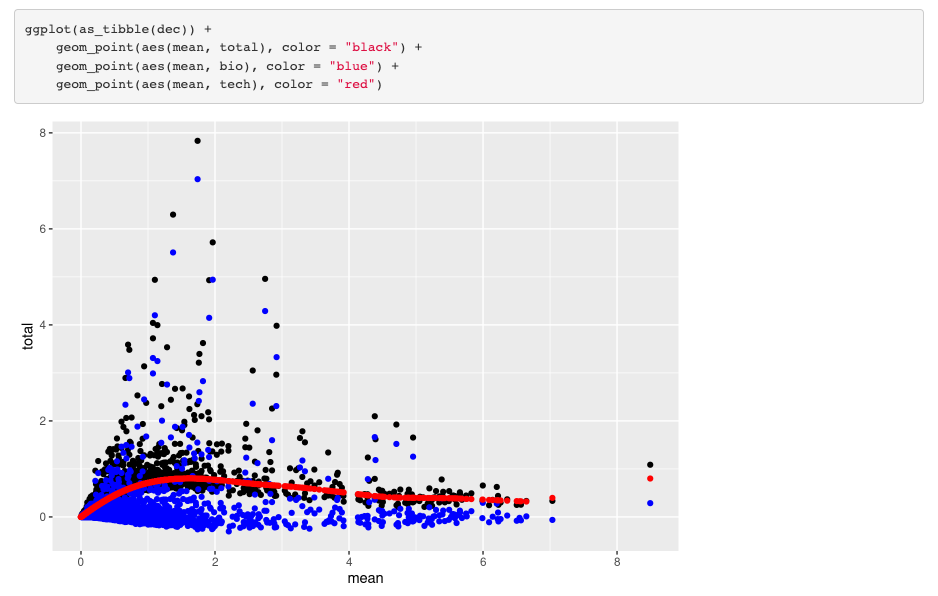 ggplot(as_tibble(dec)) +
    geom_point(aes(mean, total), color = "black") +
    geom_point(aes(mean, bio), color = "blue") +
    geom_point(aes(mean, tech), color = "red")
8
6
4
2
0
total
0 2 4 6 8
mean